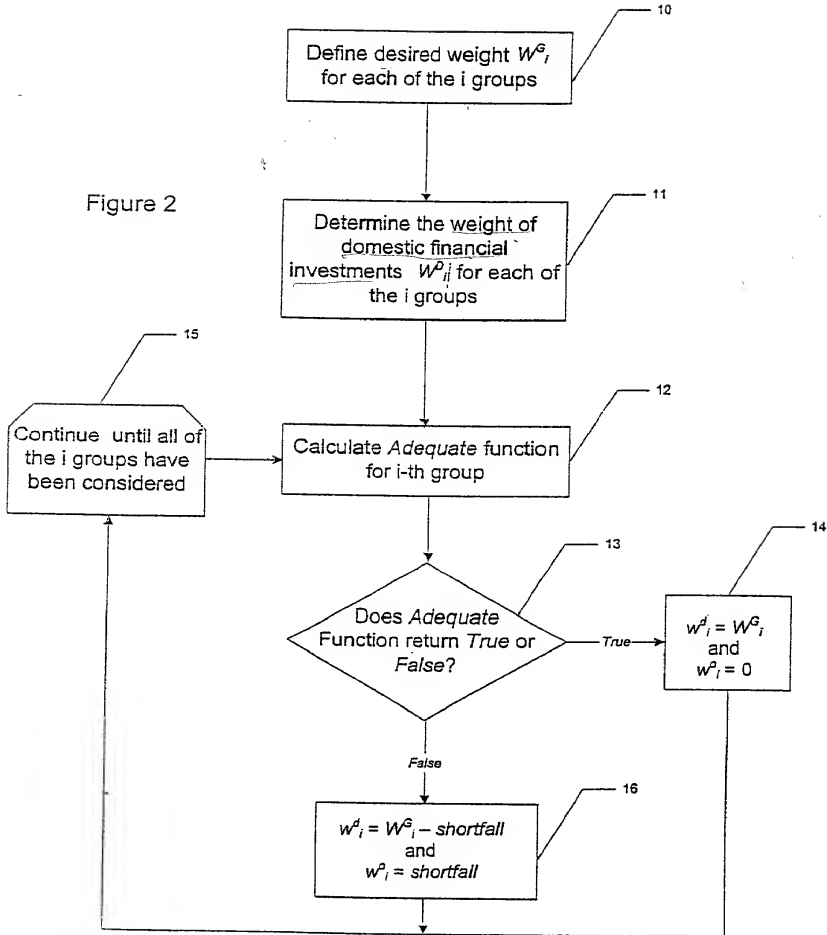 10
Define desired weight W^G_i
for each of the i groups
Figure 2
11
Determine the weight of
domestic financial
investments W^D_i for each of
the i groups
15
12
Continue until all of
the i groups have
been considered
Calculate Adequate function
for i-th group
13
14
Does Adequate
Function return True or
False?
True
w^d_i = W^G_i
and
w^o_i = 0
False
16
w^d_i = W^G_i – shortfall
and
w^o_i = shortfall